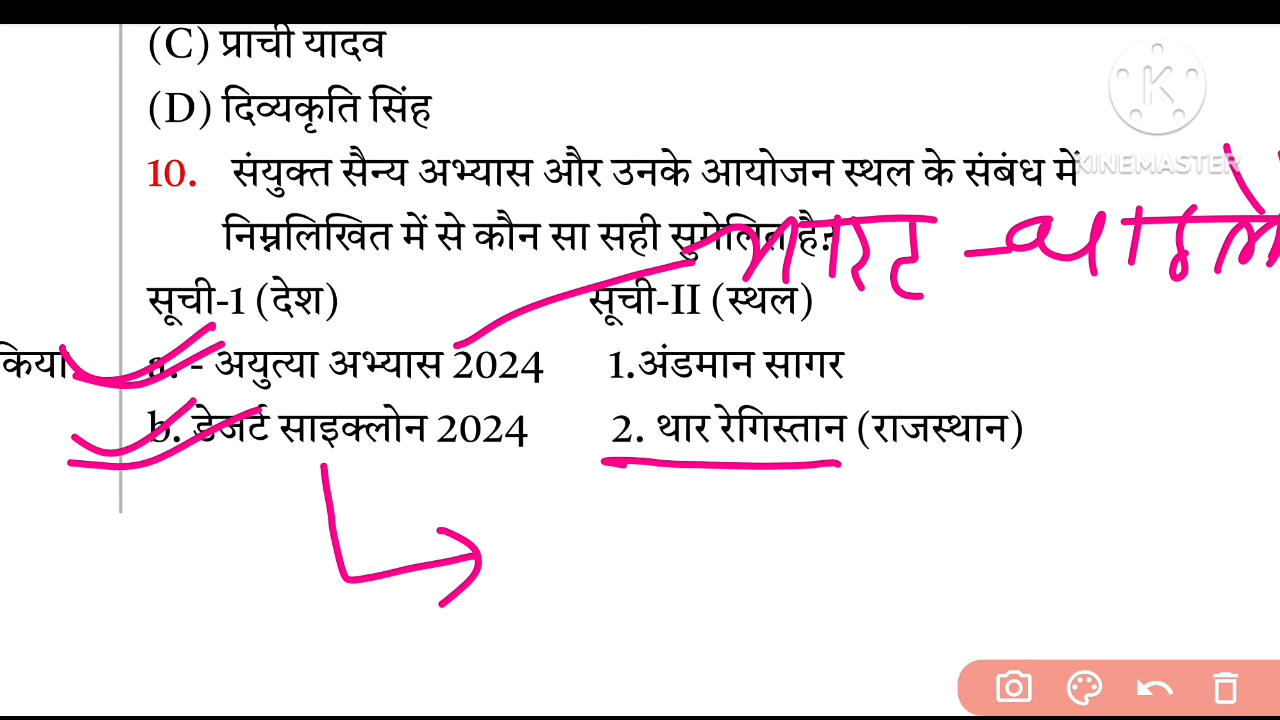 (C) प्राची यादव
(D) दिव्यकृति सिंह
KINEMASTER
10. संयुक्त सैन्य अभ्यास और उनके आयोजन स्थल के संबंध में
निम्नलिखित में से कौन सा सही सुमेलित है?
भारत - थाईलें
सूची-1 (देश) सूची-II (स्थल)
किया
a. - अयुत्या अभ्यास 2024 1.अंडमान सागर
b. डेजर्ट साइक्लोन 2024 2. थार रेगिस्तान (राजस्थान)